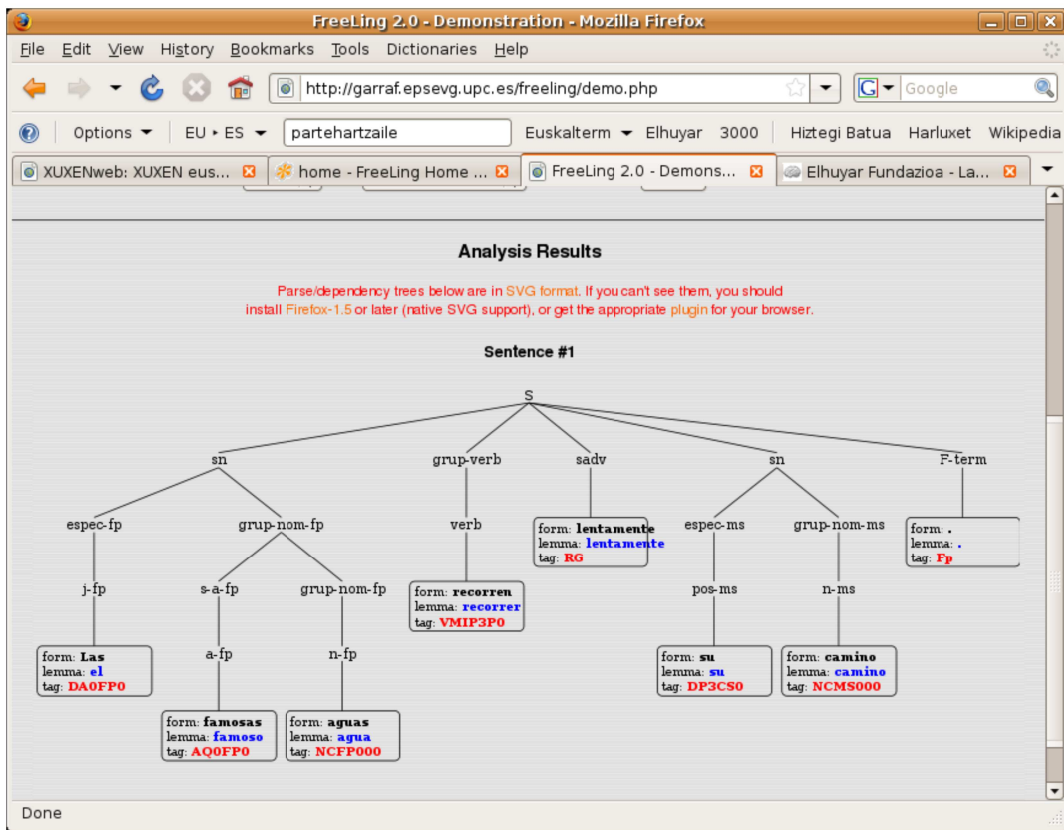 FreeLing 2.0 - Demonstration - Mozilla Firefox
File Edit View History Bookmarks Tools Dictionaries Help
http://garraf.epsevg.upc.es/freeling/demo.php G Google
Options EU ▸ ES partehartzaile Euskalterm Elhuyar 3000 Hiztegi Batua Harluxet Wikipedia
XUXENweb: XUXEN eus... home - FreeLing Home ... FreeLing 2.0 - Demons... Elhuyar Fundazioa - La...
Analysis Results
Parse/dependency trees below are in SVG format. If you can't see them, you should
install Firefox-1.5 or later (native SVG support), or get the appropriate plugin for your browser.
Sentence #1
S
sn grup-verb sadv sn F-term
espec-fp grup-nom-fp verb espec-ms grup-nom-ms
form: lentamente
lemma: lentamente
tag: RG
form: .
lemma: .
tag: Fp
j-fp s-a-fp grup-nom-fp pos-ms n-ms
form: recorren
lemma: recorrer
tag: VMIP3P0
a-fp n-fp
form: Las
lemma: el
tag: DA0FP0
form: su
lemma: su
tag: DP3CS0
form: camino
lemma: camino
tag: NCMS000
form: famosas
lemma: famoso
tag: AQ0FP0
form: aguas
lemma: agua
tag: NCFP000
Done